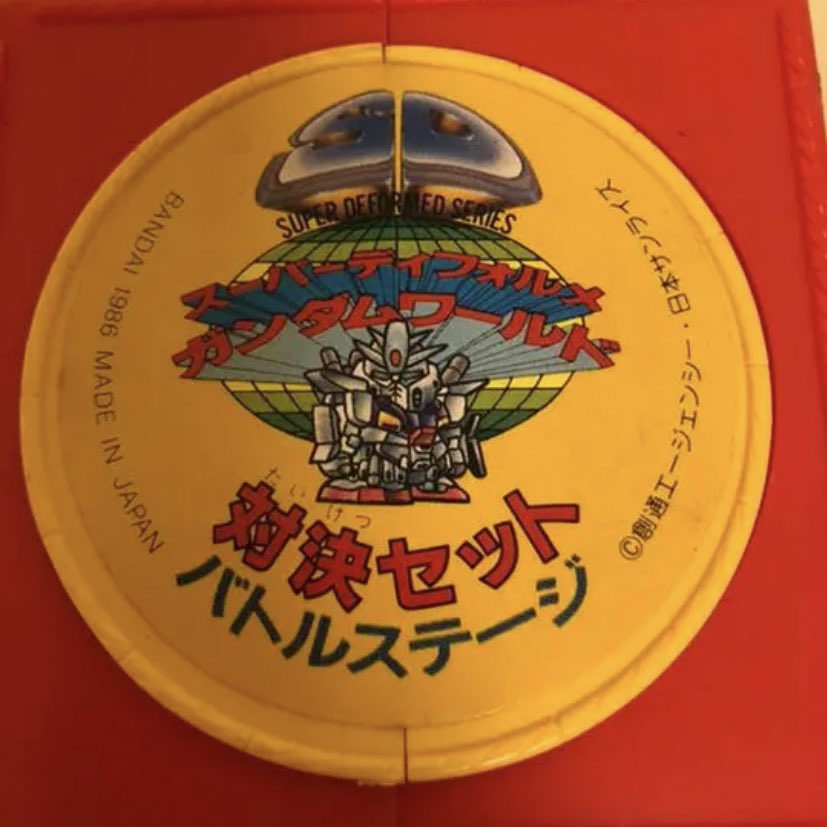 SD
SUPER DEFORMED SERIES
スーパーディフォルメ
ガンダムワールド
たいけつ
対決セット
バトルステージ
BANDAI 1986 MADE IN JAPAN
©創通エージェンシー・日本サンライズ